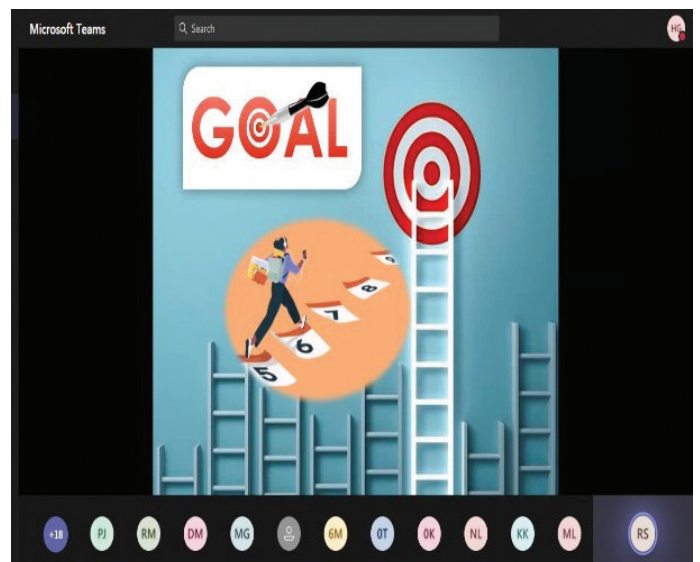 Microsoft Teams
Search
HG
GOAL
5
6
7
8
9
+18
PJ
RM
DM
MG
6M
0T
0K
NL
KK
ML
RS